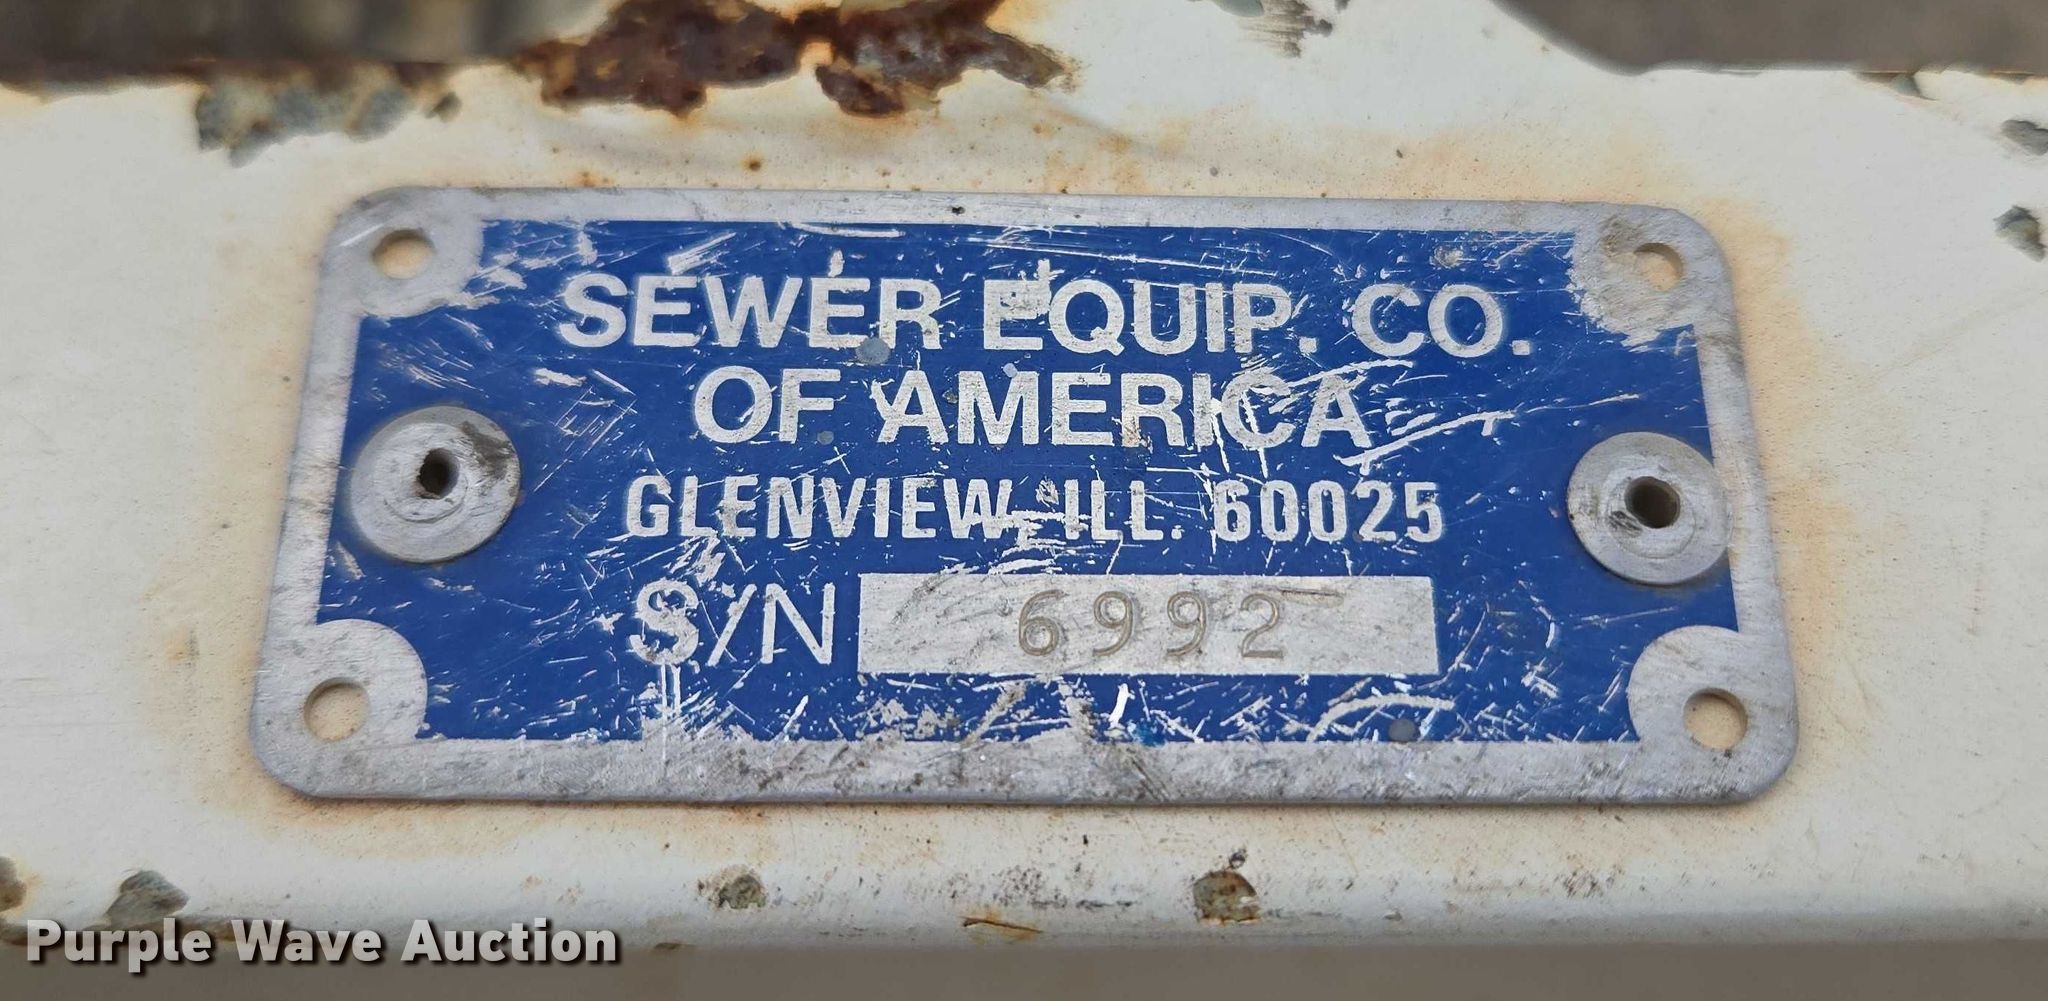 SEWER EQUIP. CO.
OF AMERICA
GLENVIEW, ILL. 60025
S/N 6992
Purple Wave Auction